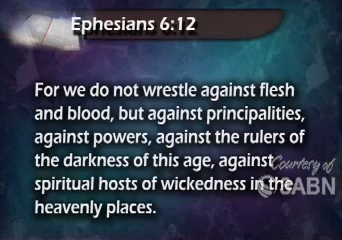 Ephesians 6:12
For we do not wrestle against flesh
and blood, but against principalities,
against powers, against the rulers of
the darkness of this age, against
spiritual hosts of wickedness in the
heavenly places.
Courtesy of
3ABN